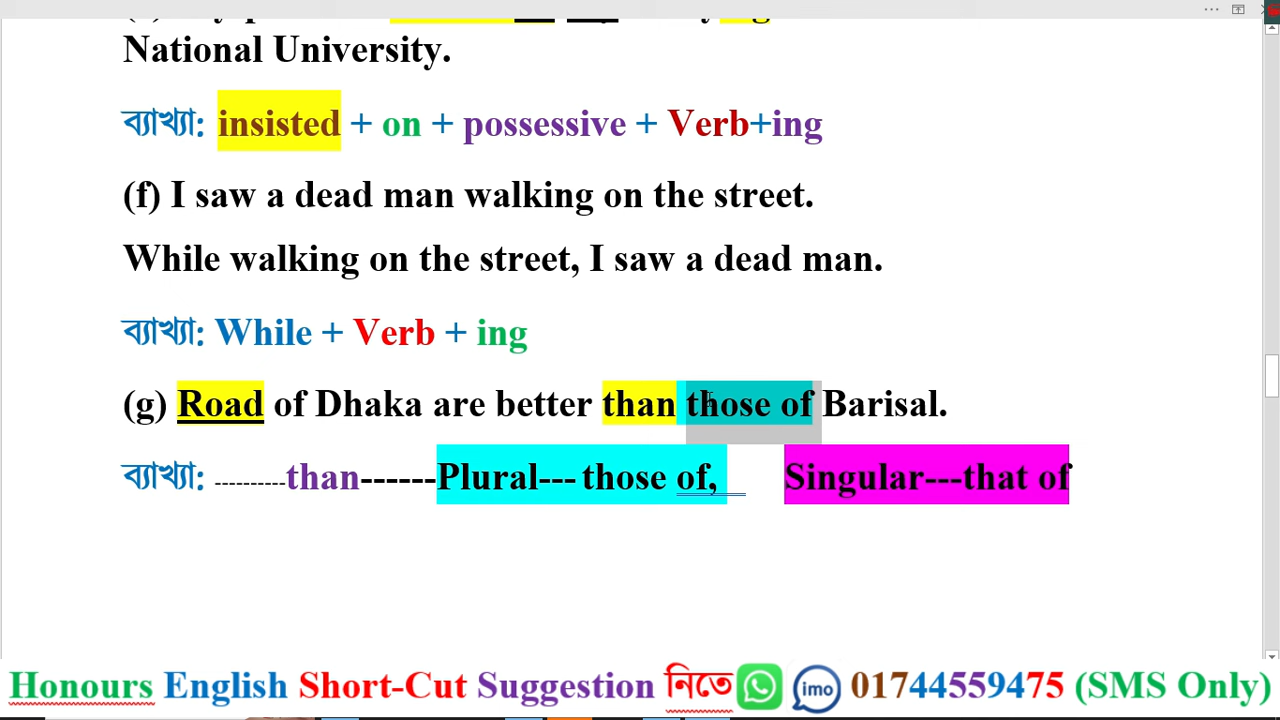 National University.
ব্যাখ্যা: insisted + on + possessive + Verb+ing
(f) I saw a dead man walking on the street.
While walking on the street, I saw a dead man.
ব্যাখ্যা: While + Verb + ing
(g) Road of Dhaka are better than those of Barisal.
ব্যাখ্যা: ----------than------Plural--- those of, Singular---that of
Honours English Short-Cut Suggestion নিতে imo 01744559475 (SMS Only)